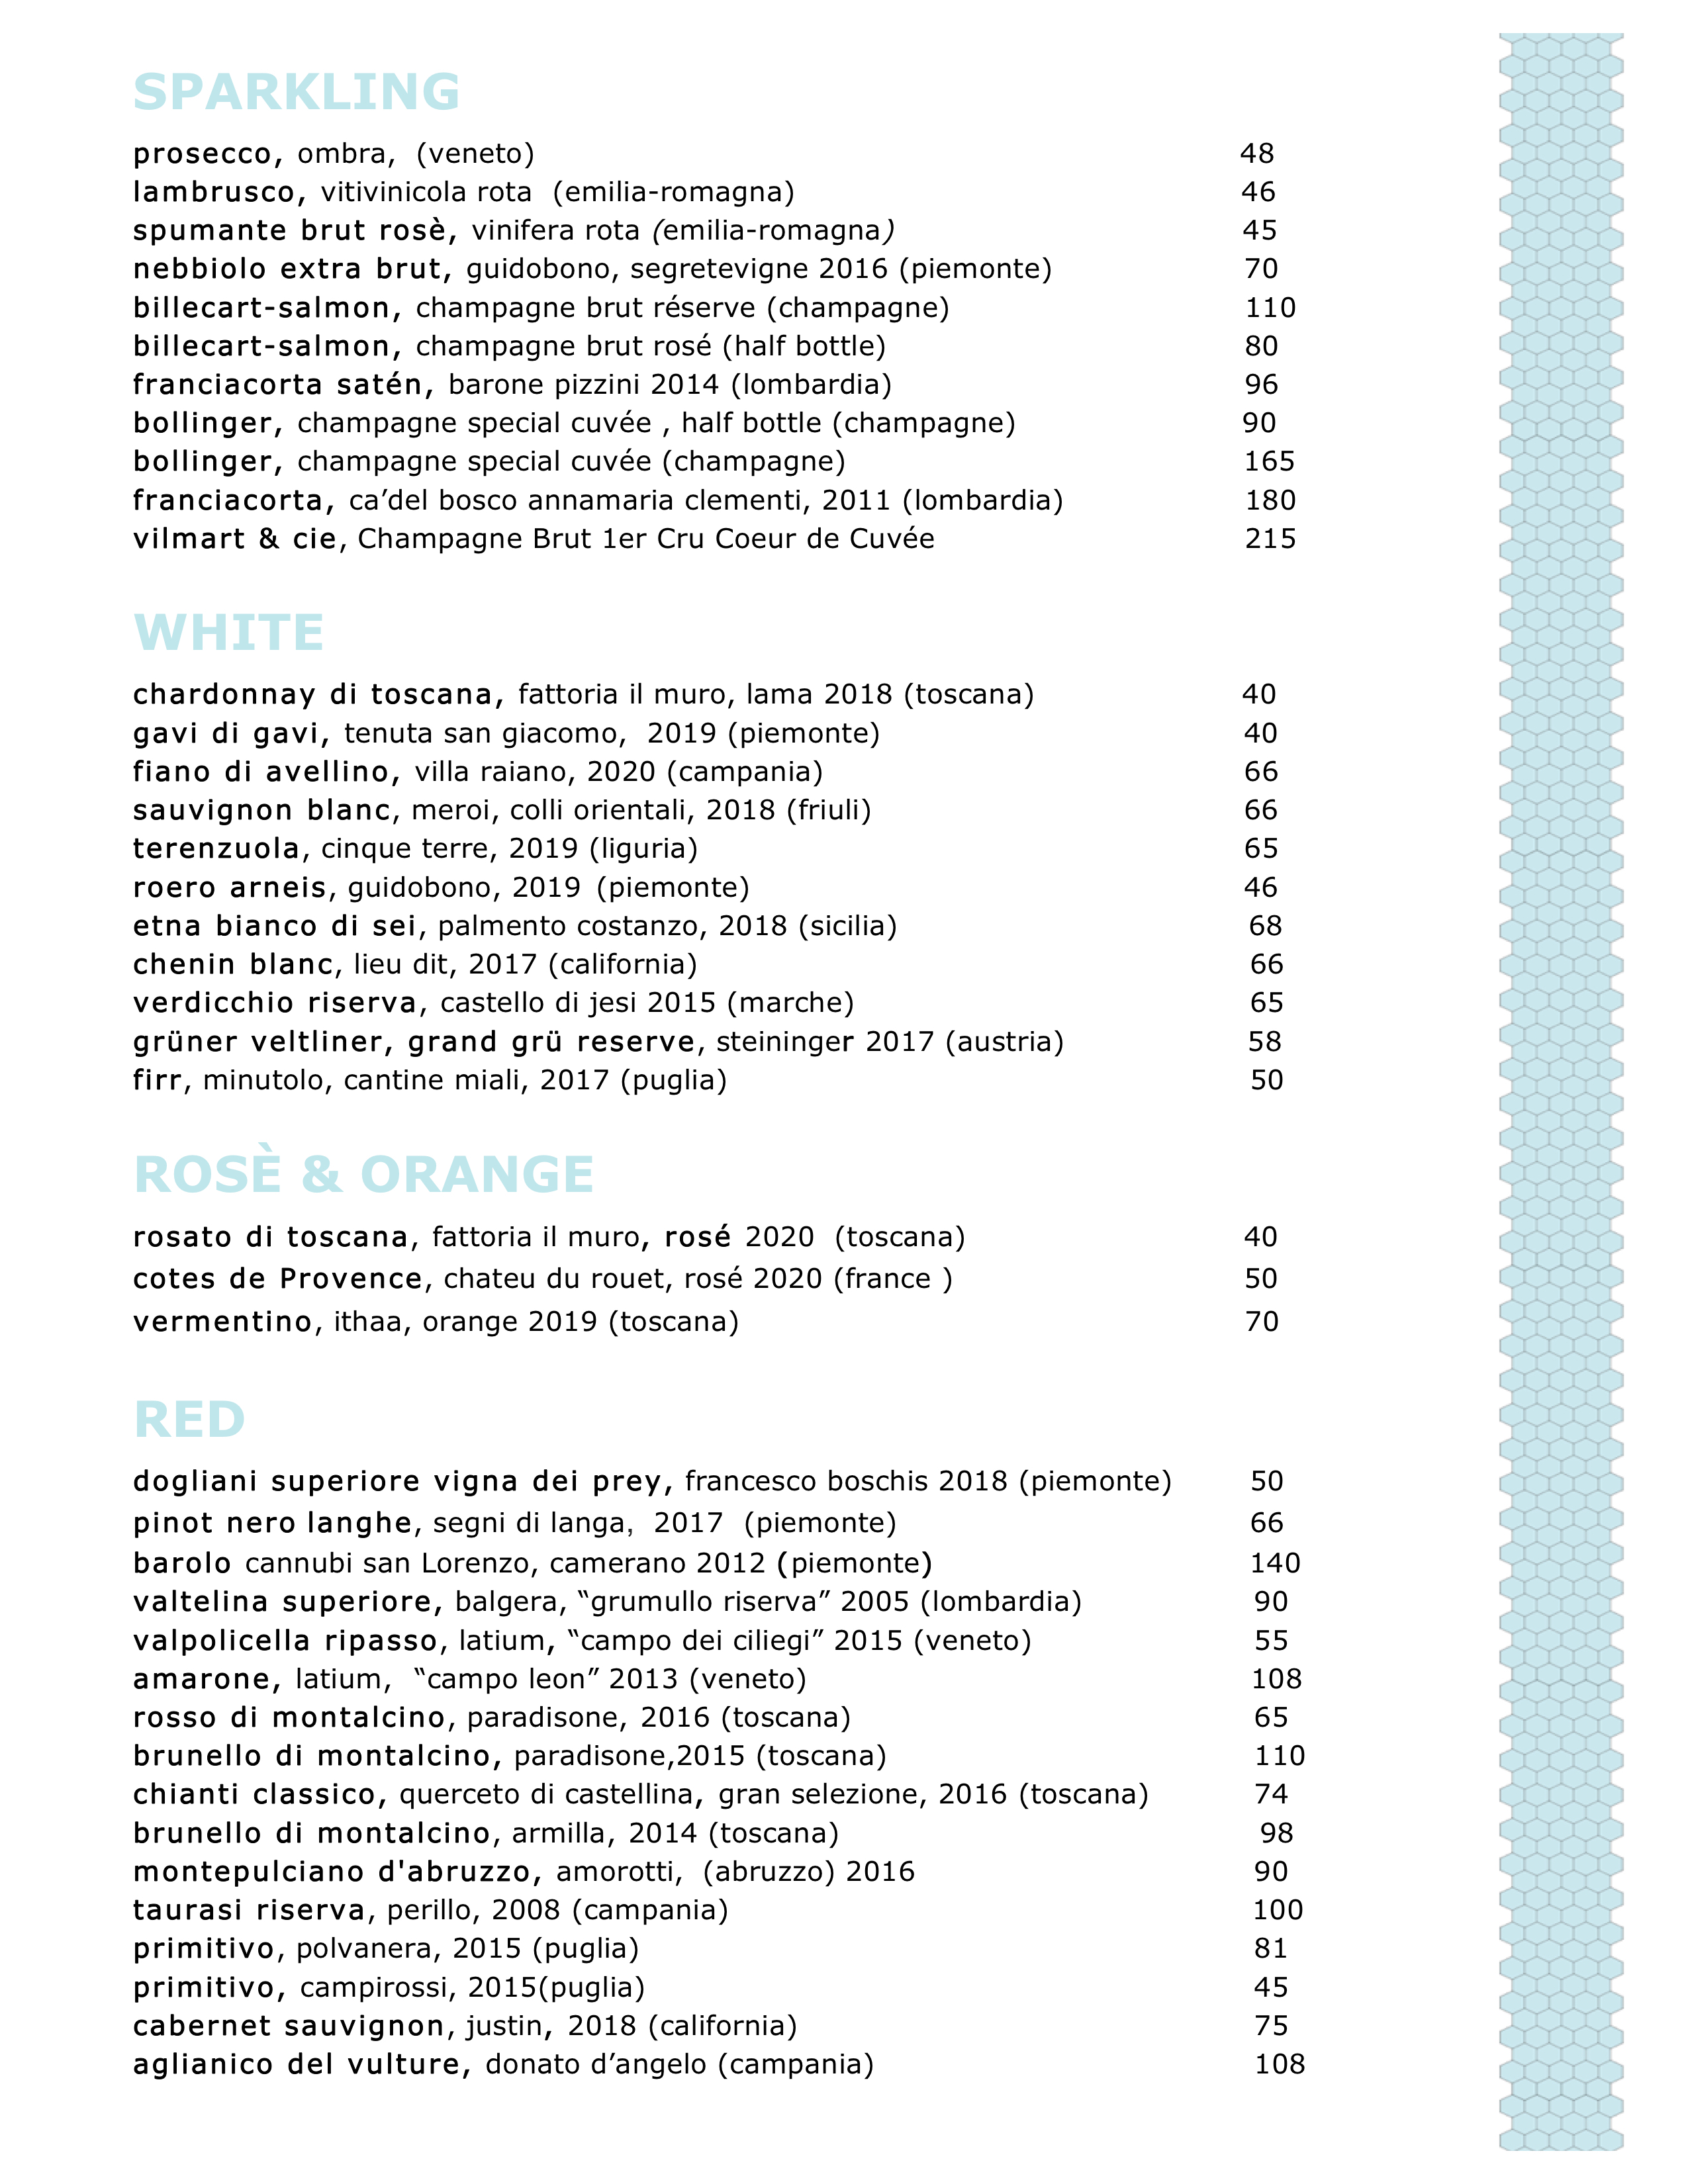 SPARKLING
prosecco, ombra, (veneto) 48
lambrusco, vitivinicola rota (emilia-romagna) 46
spumante brut rosè, vinifera rota (emilia-romagna) 45
nebbiolo extra brut, guidobono, segretevigne 2016 (piemonte) 70
billecart-salmon, champagne brut réserve (champagne) 110
billecart-salmon, champagne brut rosé (half bottle) 80
franciacorta satén, barone pizzini 2014 (lombardia) 96
bollinger, champagne special cuvée , half bottle (champagne) 90
bollinger, champagne special cuvée (champagne) 165
franciacorta, ca’del bosco annamaria clementi, 2011 (lombardia) 180
vilmart & cie, Champagne Brut 1er Cru Coeur de Cuvée 215
WHITE
chardonnay di toscana, fattoria il muro, lama 2018 (toscana) 40
gavi di gavi, tenuta san giacomo, 2019 (piemonte) 40
fiano di avellino, villa raiano, 2020 (campania) 66
sauvignon blanc, meroi, colli orientali, 2018 (friuli) 66
terenzuola, cinque terre, 2019 (liguria) 65
roero arneis, guidobono, 2019 (piemonte) 46
etna bianco di sei, palmento costanzo, 2018 (sicilia) 68
chenin blanc, lieu dit, 2017 (california) 66
verdicchio riserva, castello di jesi 2015 (marche) 65
grüner veltliner, grand grü reserve, steininger 2017 (austria) 58
firr, minutolo, cantine miali, 2017 (puglia) 50
ROSÈ & ORANGE
rosato di toscana, fattoria il muro, rosé 2020 (toscana) 40
cotes de Provence, chateu du rouet, rosé 2020 (france ) 50
vermentino, ithaa, orange 2019 (toscana) 70
RED
dogliani superiore vigna dei prey, francesco boschis 2018 (piemonte) 50
pinot nero langhe, segni di langa, 2017 (piemonte) 66
barolo cannubi san Lorenzo, camerano 2012 (piemonte) 140
valtelina superiore, balgera, “grumullo riserva” 2005 (lombardia) 90
valpolicella ripasso, latium, “campo dei ciliegi” 2015 (veneto) 55
amarone, latium, “campo leon” 2013 (veneto) 108
rosso di montalcino, paradisone, 2016 (toscana) 65
brunello di montalcino, paradisone,2015 (toscana) 110
chianti classico, querceto di castellina, gran selezione, 2016 (toscana) 74
brunello di montalcino, armilla, 2014 (toscana) 98
montepulciano d'abruzzo, amorotti, (abruzzo) 2016 90
taurasi riserva, perillo, 2008 (campania) 100
primitivo, polvanera, 2015 (puglia) 81
primitivo, campirossi, 2015(puglia) 45
cabernet sauvignon, justin, 2018 (california) 75
aglianico del vulture, donato d’angelo (campania) 108